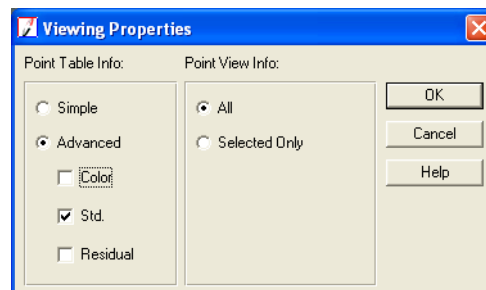 Viewing Properties
Point Table Info:
Point View Info:
Simple
All
OK
Advanced
Selected Only
Cancel
Color
Help
Std.
Residual